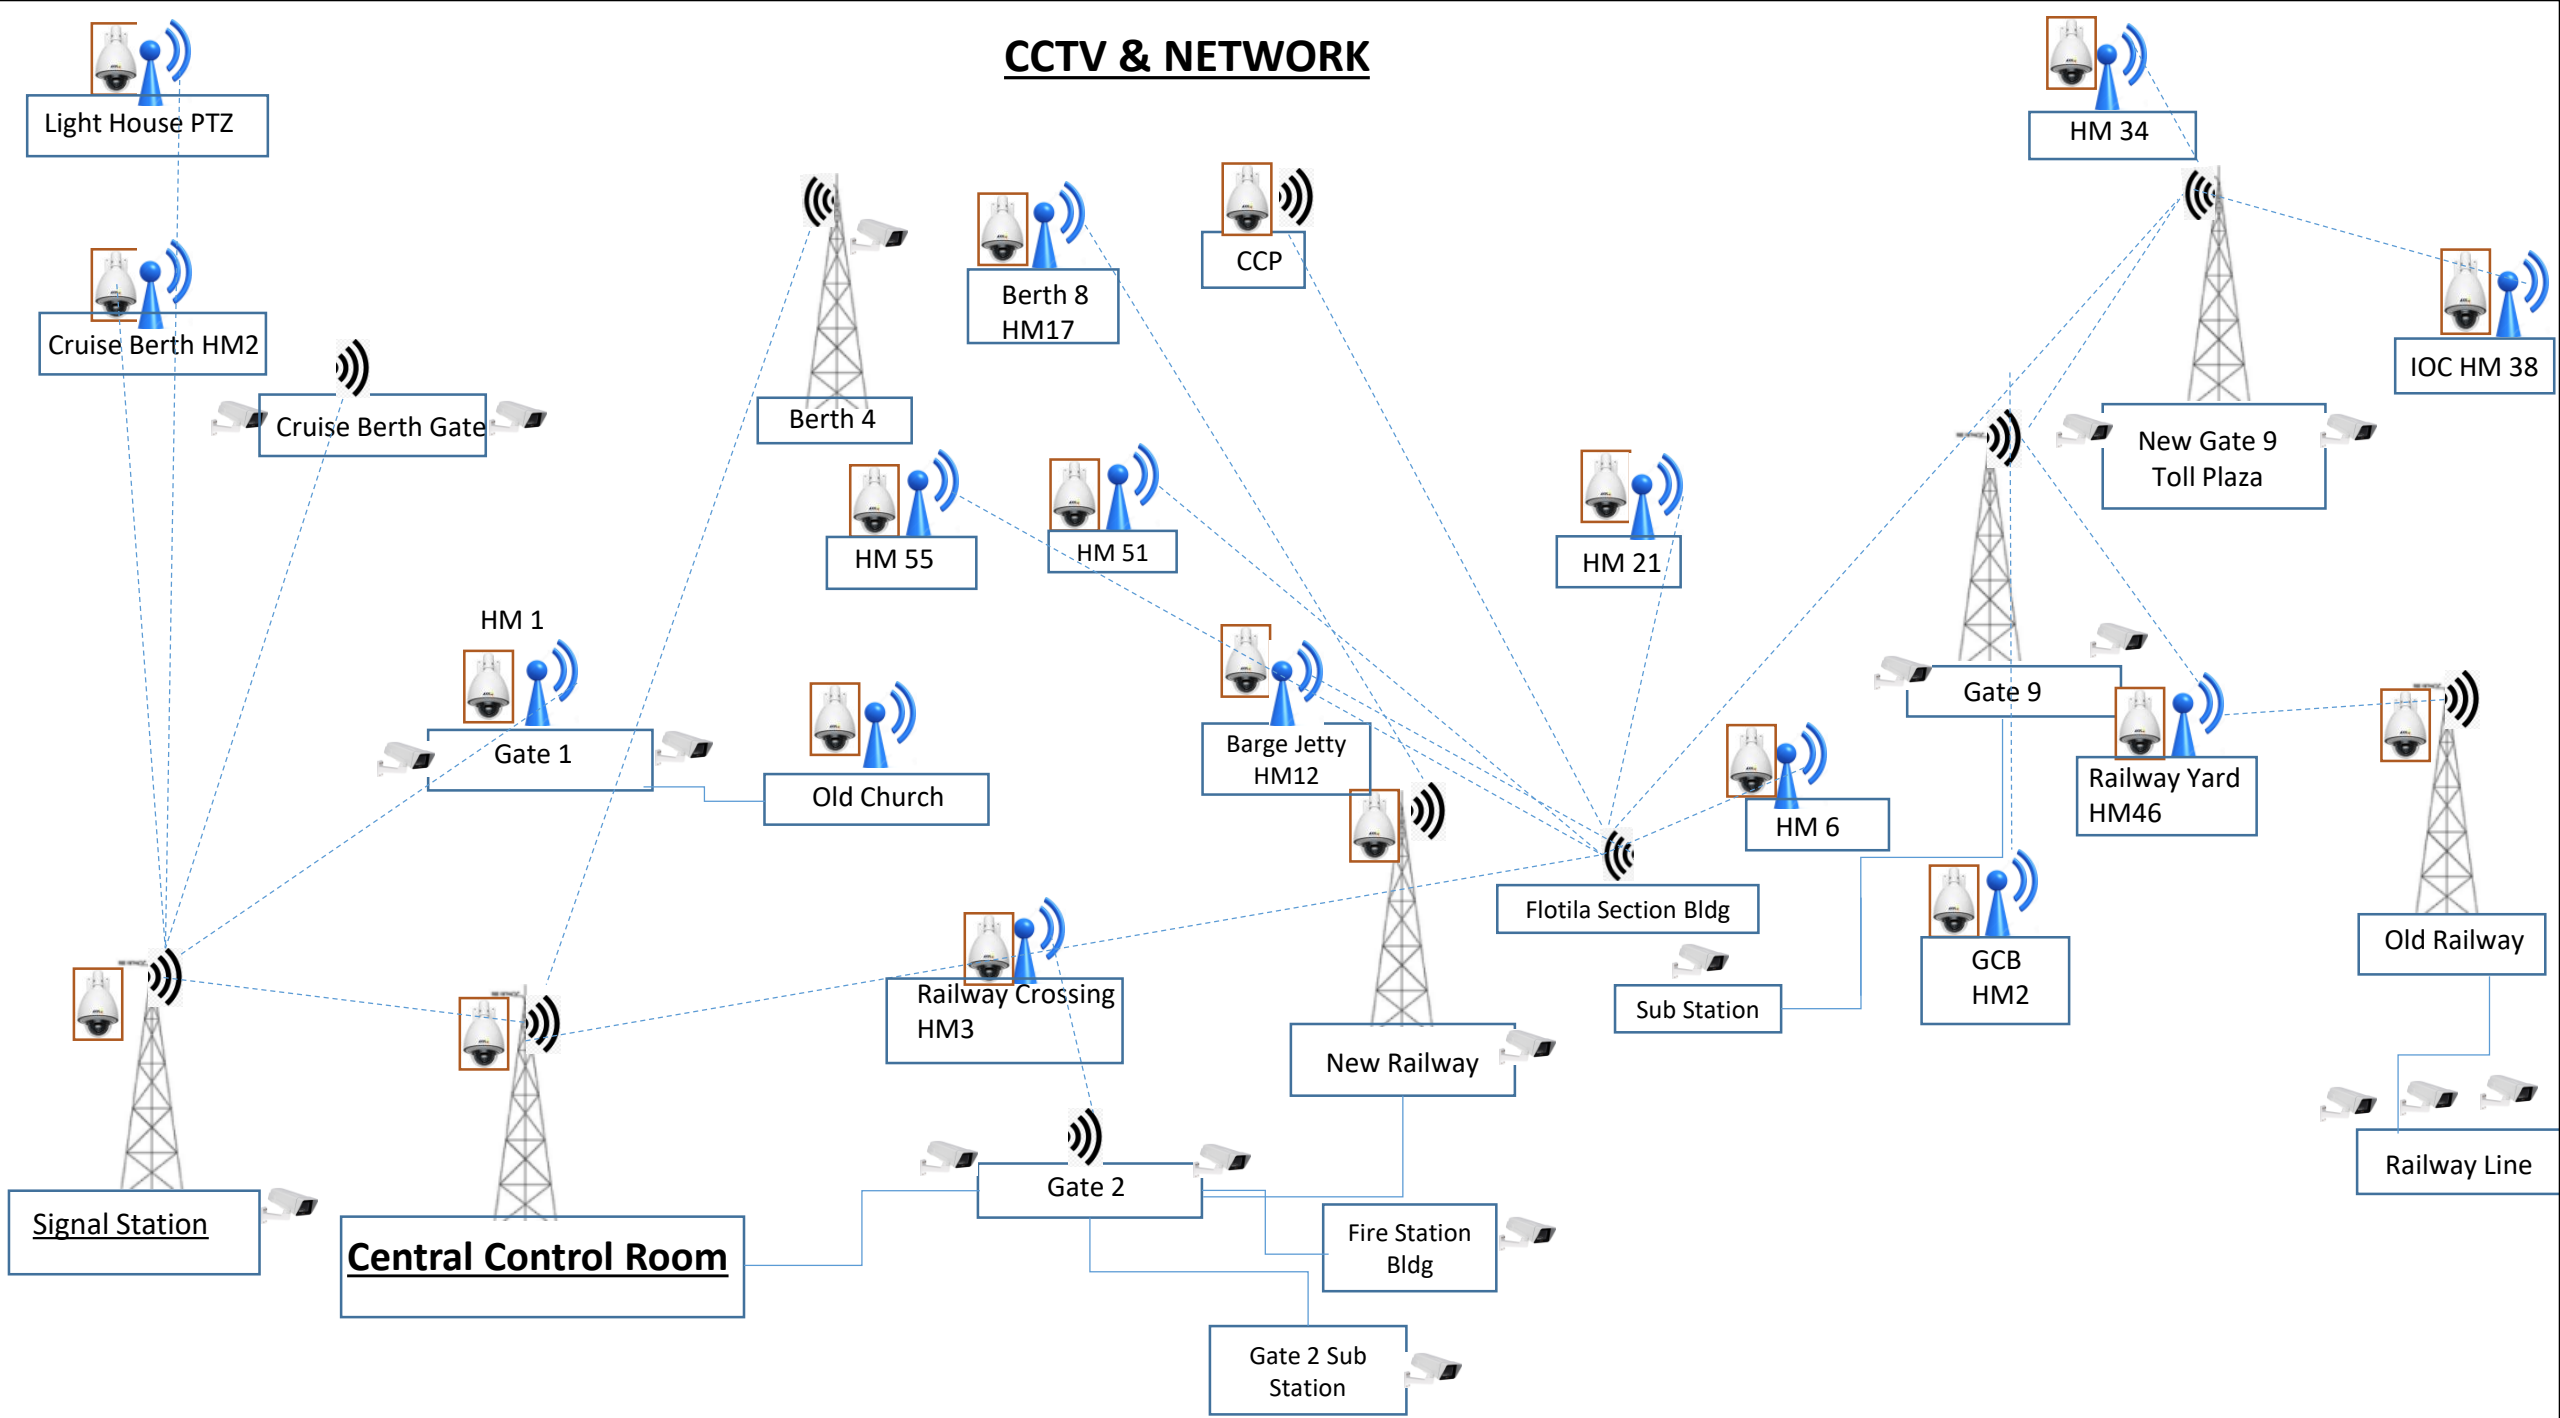 CCTV & NETWORK
Light House PTZ
HM 34
CCP
Berth 8
HM17
Cruise Berth HM2
IOC HM 38
Berth 4
Cruise Berth Gate
New Gate 9
Toll Plaza
HM 55
HM 51
HM 21
HM 1
Gate 1
Old Church
Barge Jetty
HM12
Gate 9
Railway Yard
HM46
HM 6
Flotila Section Bldg
Old Railway
GCB
HM2
Railway Crossing
HM3
Sub Station
New Railway
Gate 2
Railway Line
Signal Station
Central Control Room
Fire Station
Bldg
Gate 2 Sub
Station